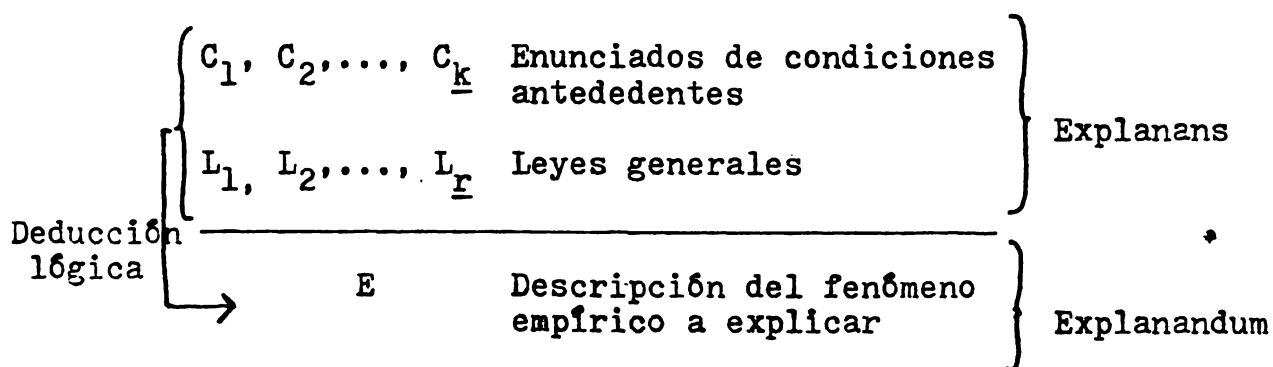 C1, C2,..., Ck Enunciados de condiciones
antededentes
Explanans
L1, L2,..., Lr Leyes generales
Deducción
lógica
E Descripción del fenómeno
empírico a explicar
Explanandum